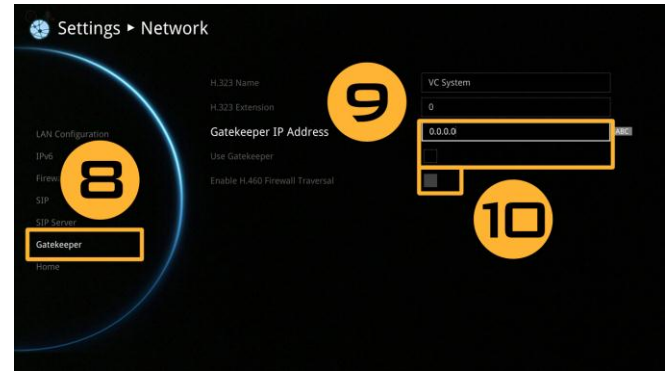 Settings ▸ Network
H.323 Name
VC System
9
H.323 Extension
0
LAN Configuration
Gatekeeper IP Address
0.0.0.0
ABC
IPv6
Use Gatekeeper
8
Enable H.460 Firewall Traversal
SIP
10
SIP Server
Gatekeeper
Home